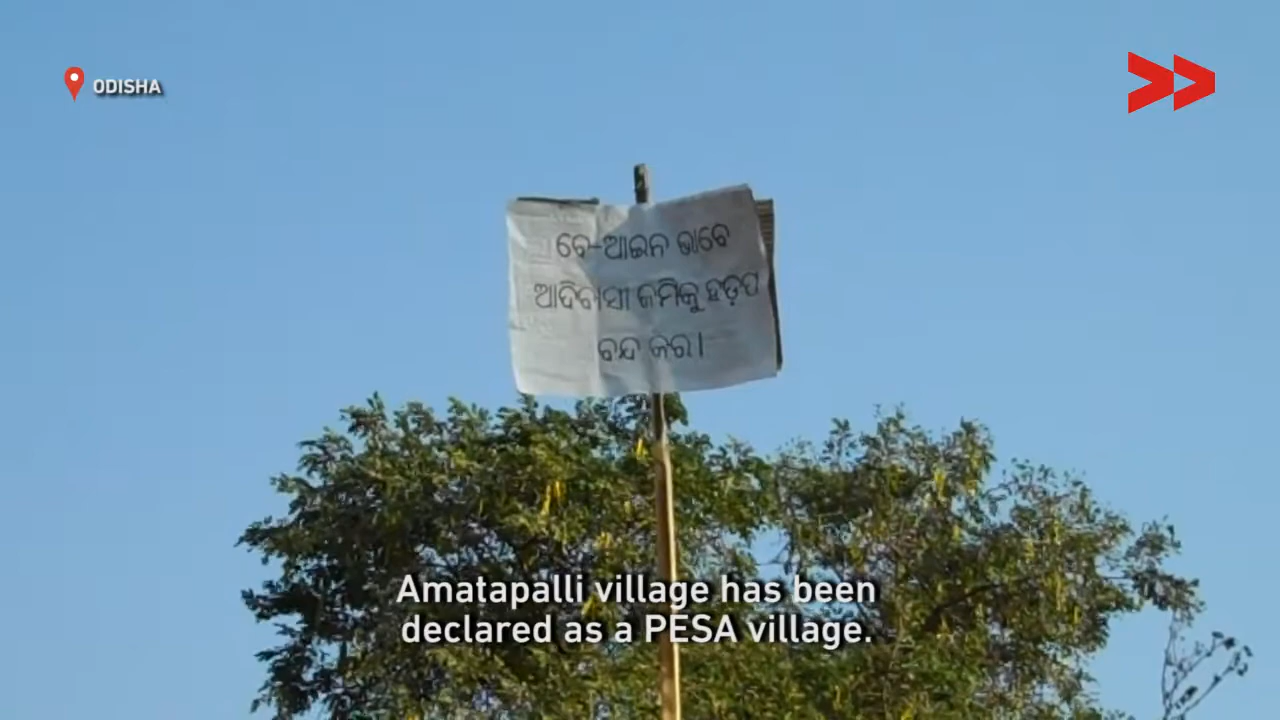 ODISHA
ବେ-ଆଇନ ଭାବେ
ଆଦିବାସୀ ଜମିକୁ ହଡ଼ପ
ବନ୍ଦ କର।
Amatapalli village has been
declared as a PESA village.